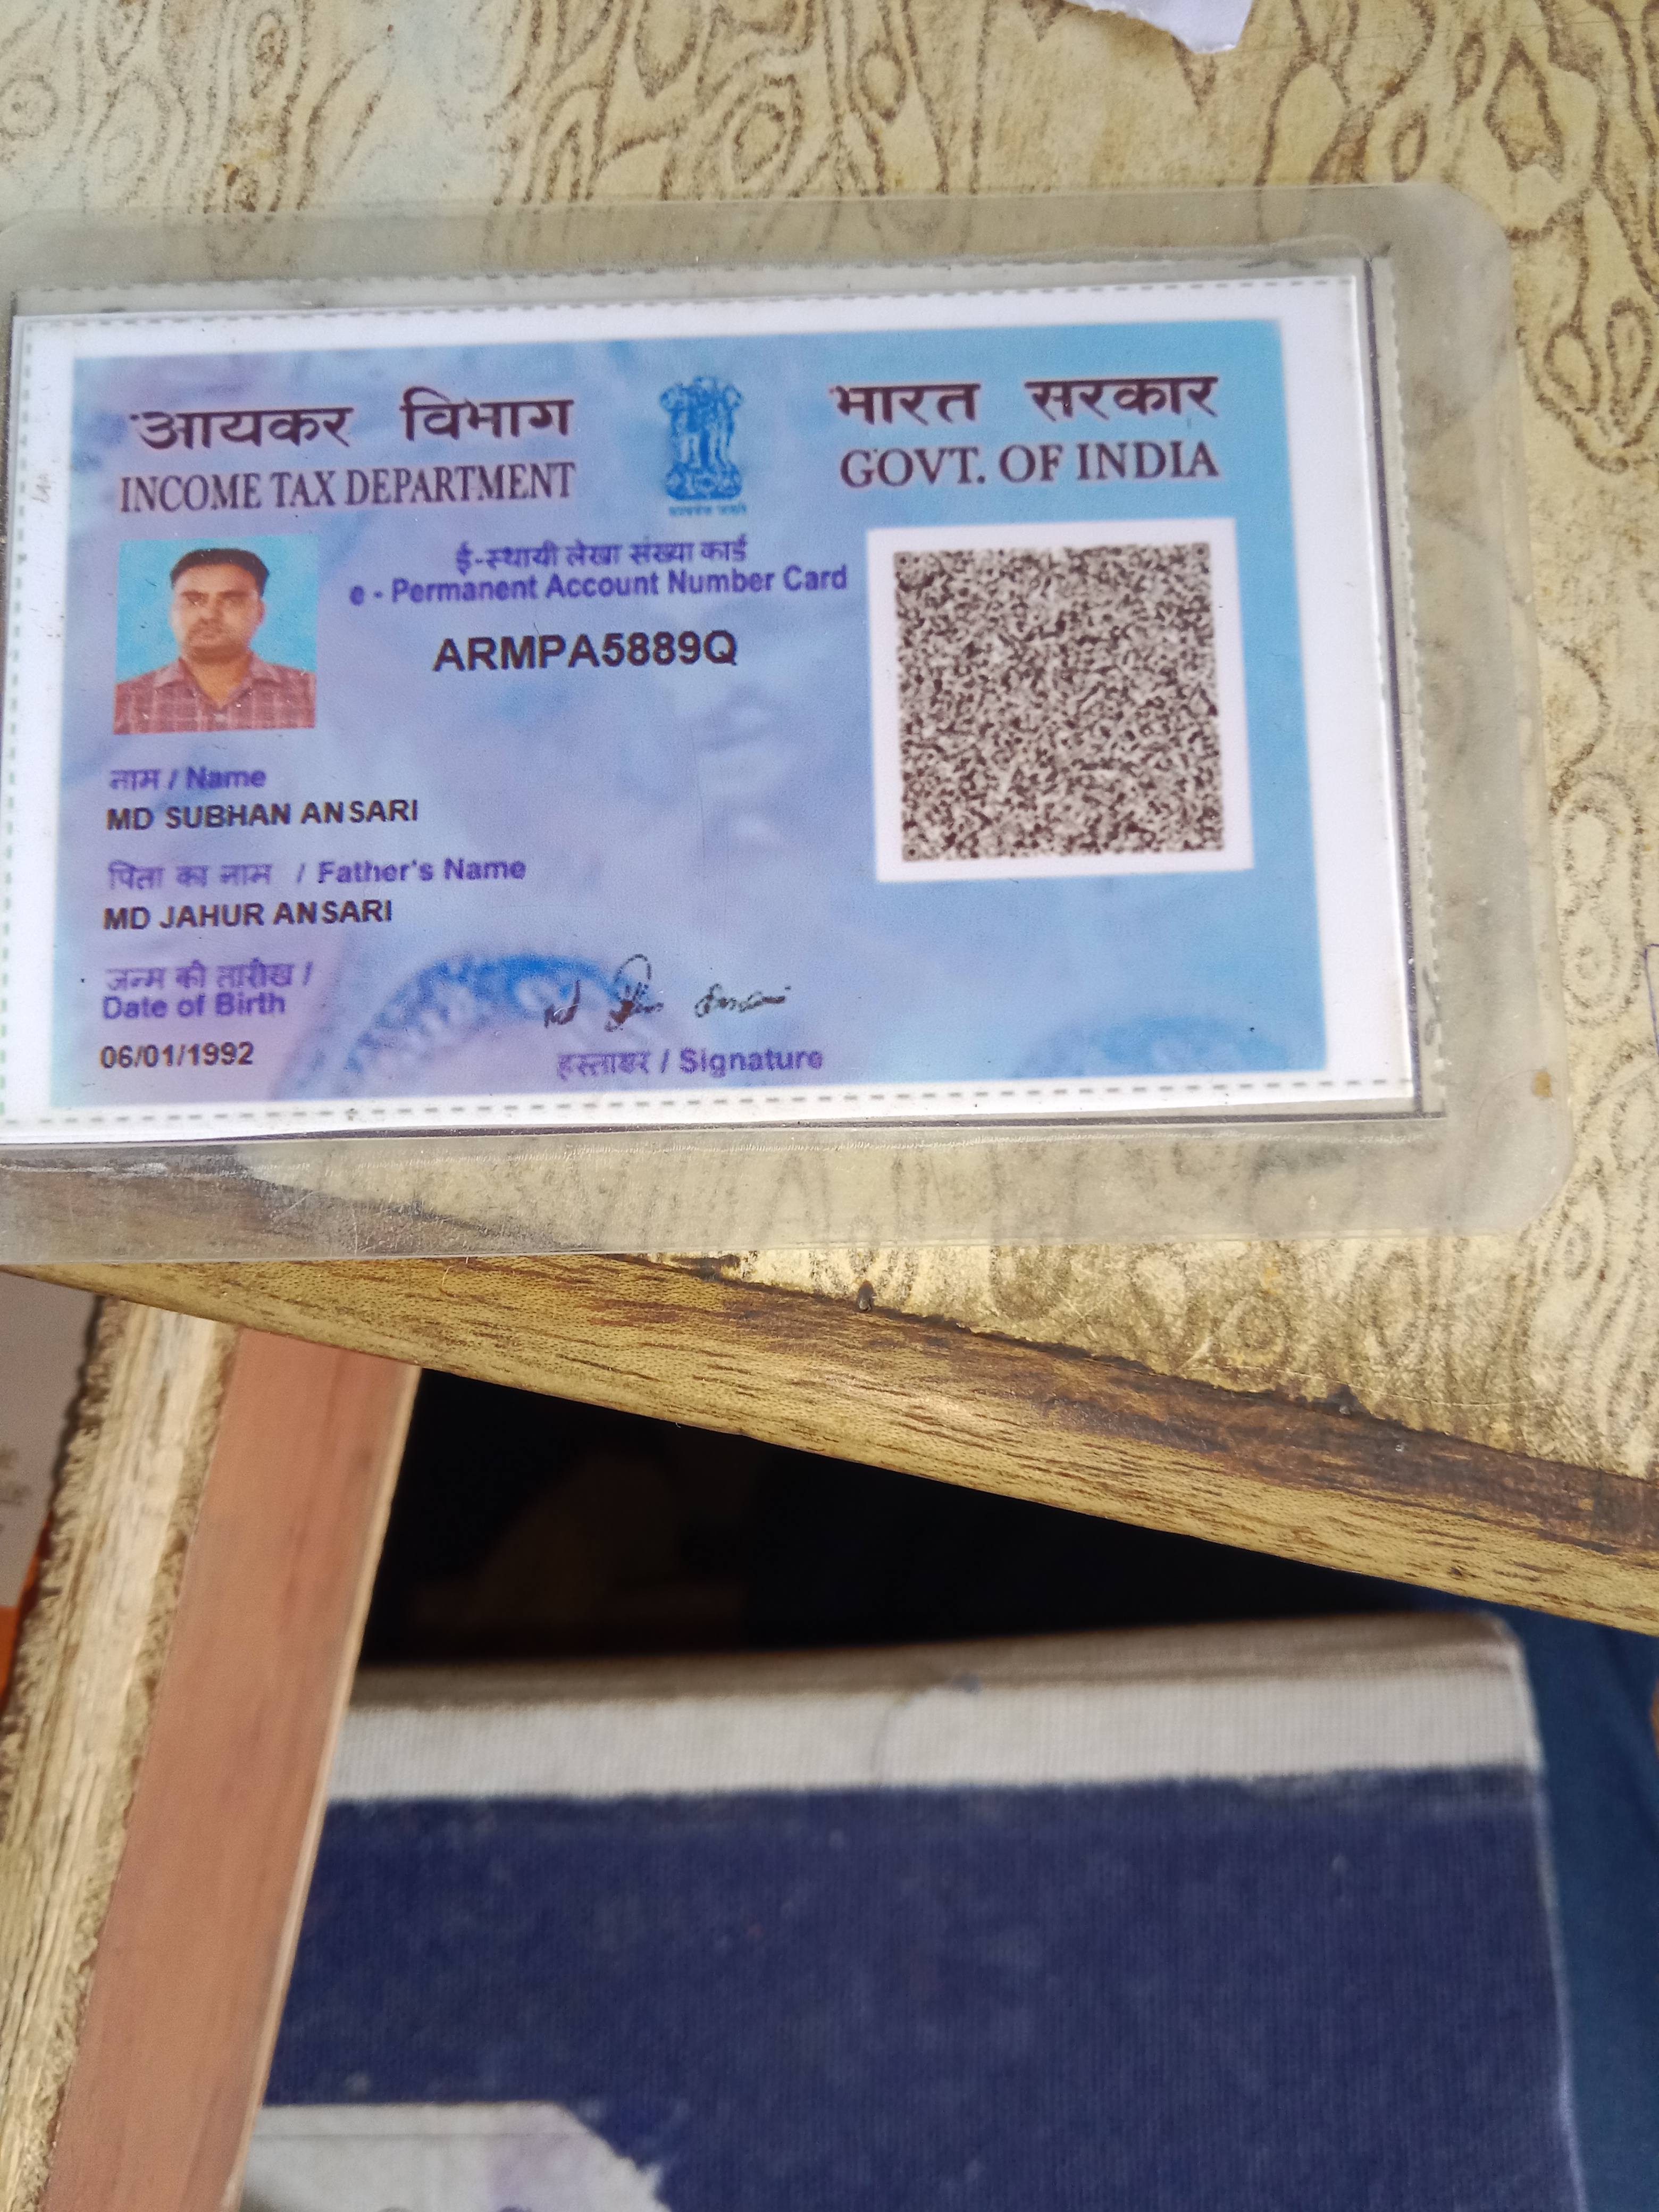 आयकर विभाग
INCOME TAX DEPARTMENT
भारत सरकार
GOVT. OF INDIA
ई-स्थायी लेखा संख्या कार्ड
e - Permanent Account Number Card
ARMPA5889Q
नाम / Name
MD SUBHAN ANSARI
पिता का नाम / Father's Name
MD JAHUR ANSARI
जन्म की तारीख /
Date of Birth
06/01/1992
हस्ताक्षर / Signature